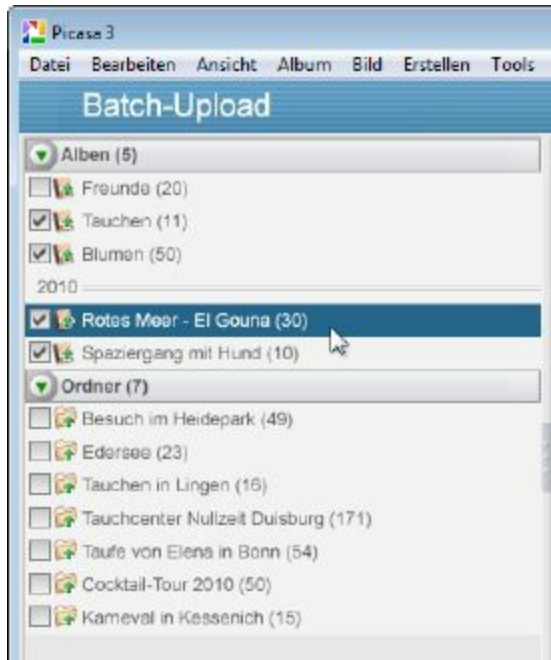 Picasa 3
Datei Bearbeiten Ansicht Album Bild Erstellen Tools
Batch-Upload
Alben (5)
Freunde (20)
Tauchen (11)
Blumen (50)
2010
Rotes Meer - El Gouna (30)
Spaziergang mit Hund (10)
Ordner (7)
Besuch im Heidepark (49)
Edersee (23)
Tauchen in Lingen (16)
Tauchcenter Nullzeit Duisburg (171)
Taufe von Elena in Bonn (54)
Cocktail-Tour 2010 (50)
Karneval in Kessenich (15)